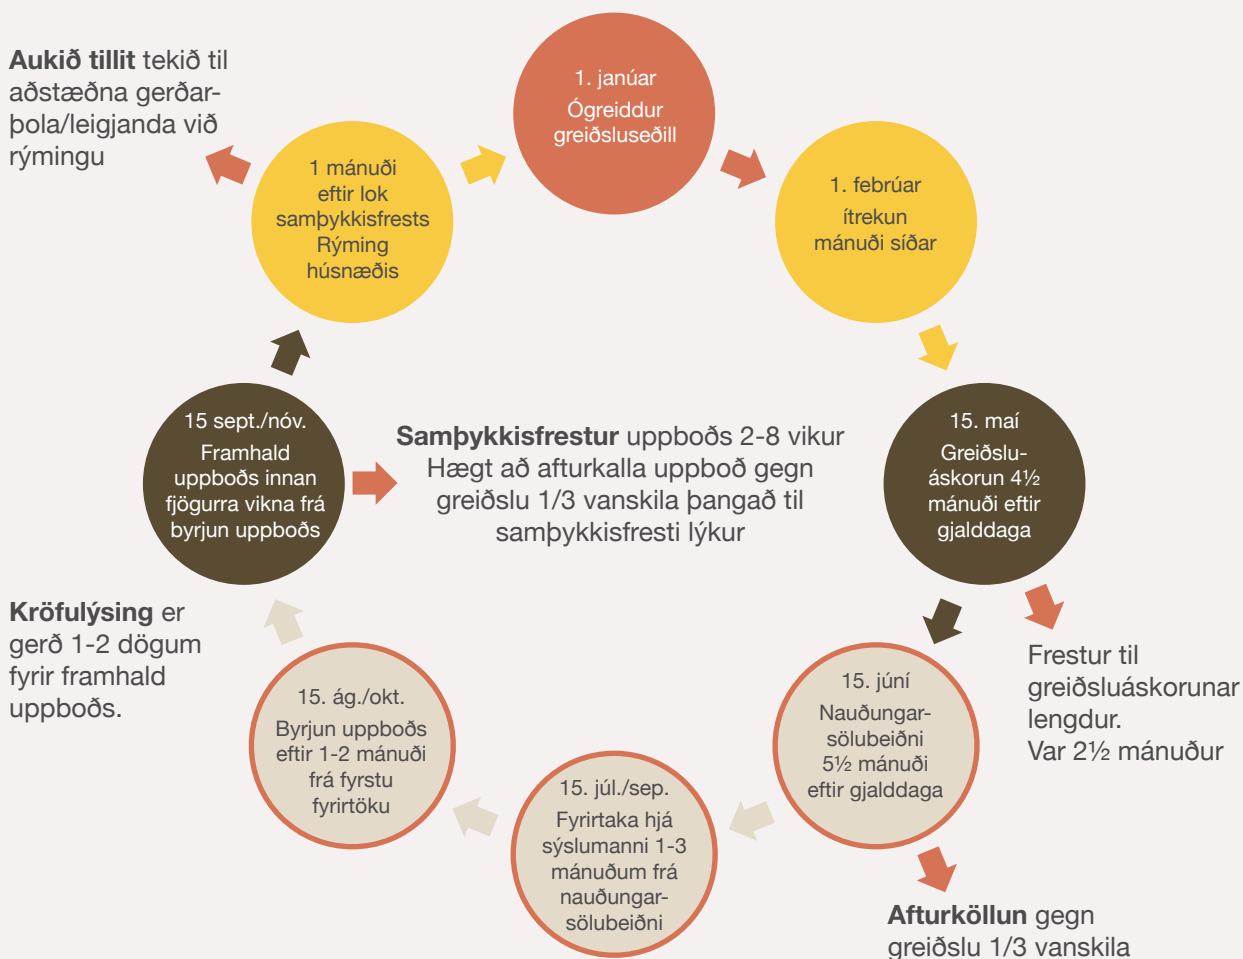 1. janúar
Ógreiddur
greiðsluseðill
1. febrúar
ítrekun
mánuði síðar
15. maí
Greiðslu-
áskorun 4½
mánuði eftir
gjalddaga
Frestur til
greiðsluáskorunar
lengdur.
Var 2½ mánuður
15. júní
Nauðungar-
sölubeiðni
5½ mánuði
eftir gjalddaga
Afturköllun gegn
greiðslu 1/3 vanskila
15. júl./sep.
Fyrirtaka hjá
sýslumanni 1-3
mánuðum frá
nauðungar-
sölubeiðni
15. ág./okt.
Byrjun uppboðs
eftir 1-2 mánuði
frá fyrstu
fyrirtöku
Kröfulýsing er
gerð 1-2 dögum
fyrir framhald
uppboðs.
15 sept./nóv.
Framhald
uppboðs innan
fjögurra vikna frá
byrjun uppboðs
Samþykkisfrestur uppboðs 2-8 vikur
Hægt að afturkalla uppboð gegn
greiðslu 1/3 vanskila þangað til
samþykkisfresti lýkur
1 mánuði
eftir lok
samþykkisfrests
Rýming
húsnæðis
Aukið tillit tekið til
aðstæðna gerðar-
þola/leigjanda við
rýmingu